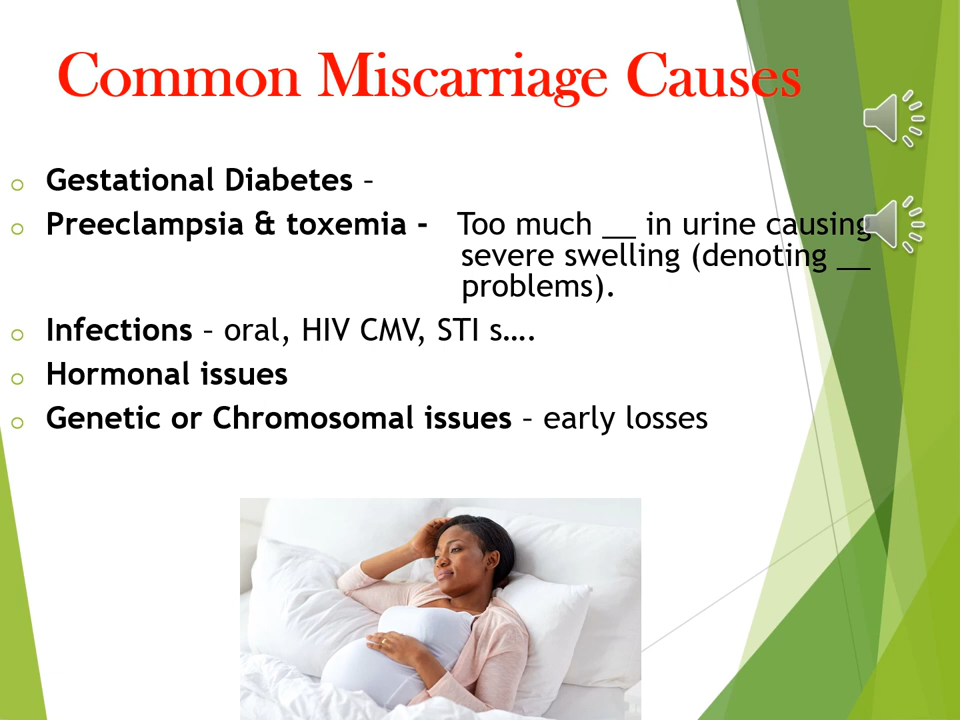 Common Miscarriage Causes
Gestational Diabetes –
Preeclampsia & toxemia - Too much __ in urine causing
severe swelling (denoting __
problems).
Infections – oral, HIV CMV, STI s….
Hormonal issues
Genetic or Chromosomal issues – early losses